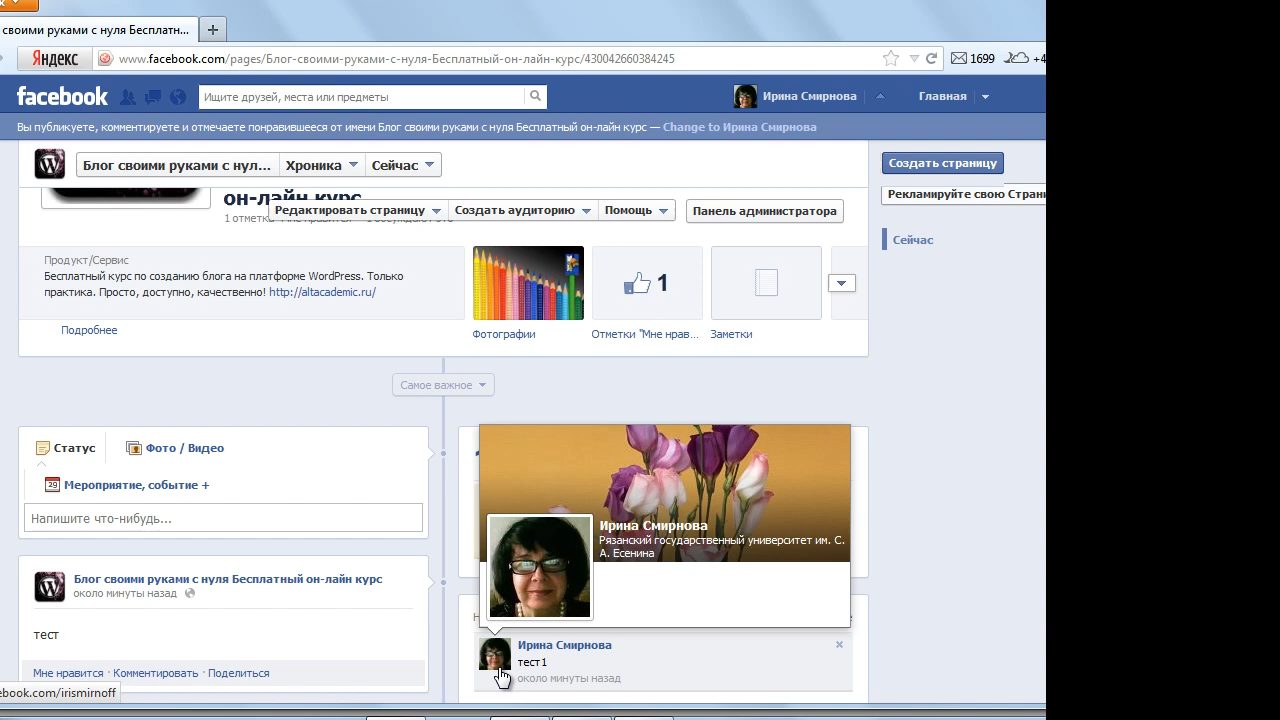 своими руками с нуля Бесплатн...
Яндекс
www.facebook.com/pages/Блог-своими-руками-с-нуля-Бесплатный-он-лайн-курс/430042660384245
1699
+4
facebook
Ищите друзей, места или предметы
Ирина Смирнова
Главная
Вы публикуете, комментируете и отмечаете понравившееся от имени Блог своими руками с нуля Бесплатный он-лайн курс — Change to Ирина Смирнова
Блог своими руками с нул...
Хроника
Сейчас
Создать страницу
Рекламируйте свою Страни
он-лайн курс
1 отметка
Редактировать страницу
Создать аудиторию
Помощь
Панель администратора
Сейчас
Продукт/Сервис
Бесплатный курс по созданию блога на платформе WordPress. Только
практика. Просто, доступно, качественно! http://altacademic.ru/
Подробнее
1
Фотографии
Отметки "Мне нрав...
Заметки
Самое важное
Статус
Фото / Видео
29
Мероприятие, событие +
Напишите что-нибудь...
Ирина Смирнова
Рязанский государственный университет им. С.
А. Есенина
Блог своими руками с нуля Бесплатный он-лайн курс
около минуты назад
тест
Мне нравится · Комментировать · Поделиться
Ирина Смирнова
тест1
около минуты назад
ebook.com/irismirnoff